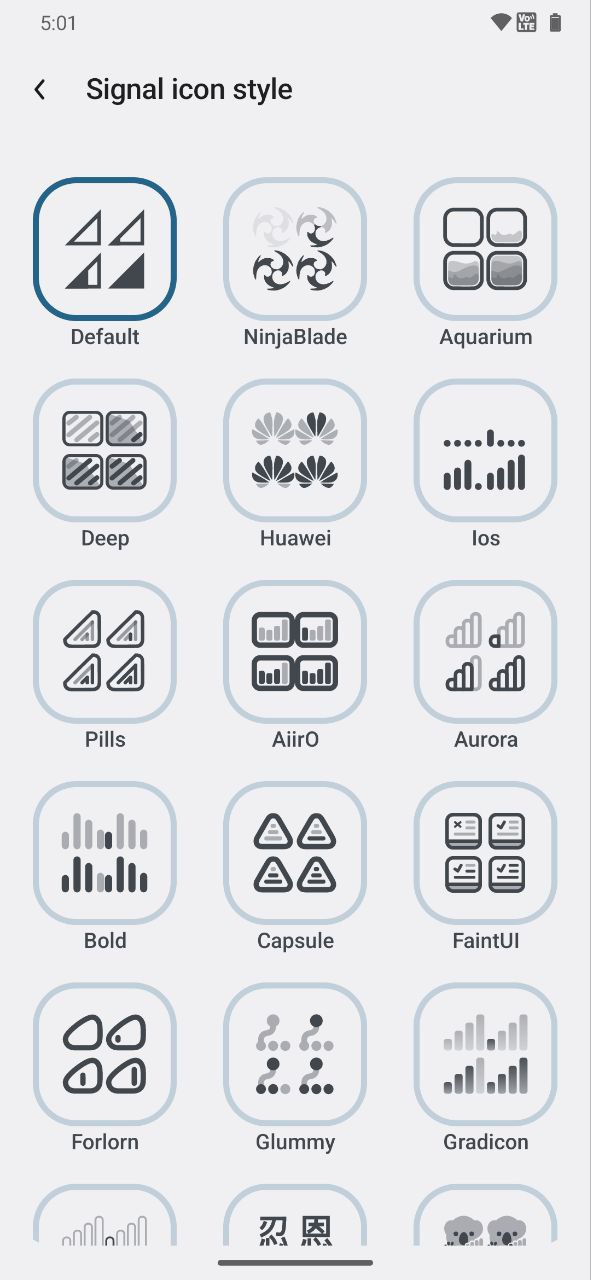 5:01
Vo))
LTE
Signal icon style
Default
NinjaBlade
Aquarium
Deep
Huawei
Ios
Pills
AiirO
Aurora
Bold
Capsule
FaintUI
Forlorn
Glummy
Gradicon
忍 恩